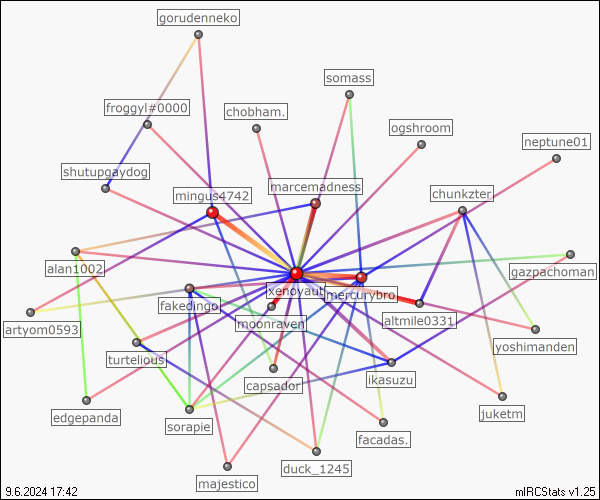 gorudenneko
somass
froggyl#0000
chobham.
ogshroom
neptune01
shutupgaydog
mingus4742
marcemadness
chunkzter
alan1002
xenovaut
mercurybro
gazpachoman
fakedingo
artyom0593
moonraven
altmile0331
yoshimanden
turtelious
capsador
ikasuzu
edgepanda
sorapie
juketm
facadas.
majestico
duck_1245
9.6.2024 17:42
mIRCStats v1.25